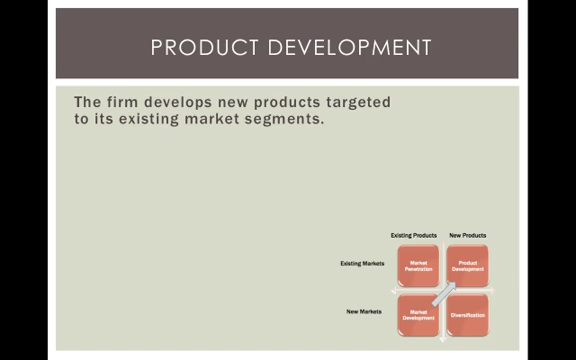 PRODUCT DEVELOPMENT
The firm develops new products targeted
to its existing market segments.
Existing Products New Products
Existing Markets
Market
Penetration
Product
Development
New Markets
Market
Development
Diversification